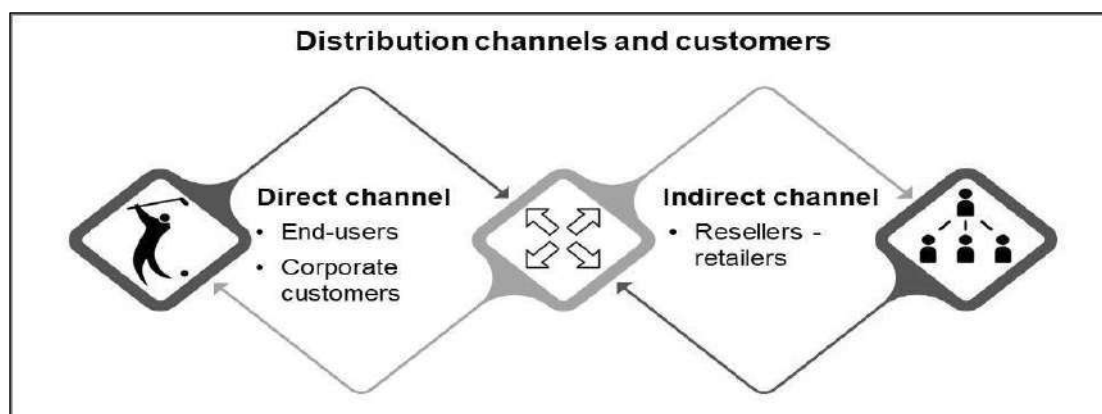 Distribution channels and customers
Direct channel
• End-users
• Corporate
customers
Indirect channel
• Resellers -
retailers